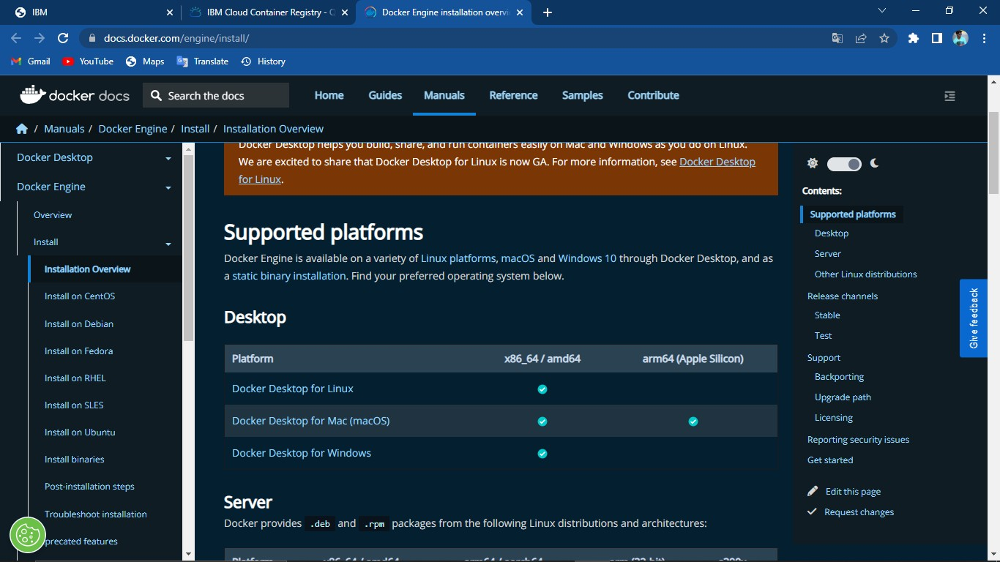 IBM
IBM Cloud Container Registry - Q
Docker Engine installation overvi
docs.docker.com/engine/install/
Gmail YouTube Maps Translate History
docker docs
Search the docs
Home Guides Manuals Reference Samples Contribute
/ Manuals / Docker Engine / Install / Installation Overview
Docker Desktop
Docker Engine
Overview
Install
Installation Overview
Install on CentOS
Install on Debian
Install on Fedora
Install on RHEL
Install on SLES
Install on Ubuntu
Install binaries
Post-installation steps
Troubleshoot installation
precated features
Docker Desktop helps you build, share, and run containers easily on Mac and Windows as you do on Linux.
We are excited to share that Docker Desktop for Linux is now GA. For more information, see Docker Desktop
for Linux.
Supported platforms
Docker Engine is available on a variety of Linux platforms, macOS and Windows 10 through Docker Desktop, and as
a static binary installation. Find your preferred operating system below.
Desktop
Platform x86_64 / amd64 arm64 (Apple Silicon)
Docker Desktop for Linux
Docker Desktop for Mac (macOS)
Docker Desktop for Windows
Server
Docker provides .deb and .rpm packages from the following Linux distributions and architectures:
Platform x86_64 / amd64 arm64 / aarch64 arm (32-bit) s390x
Contents:
Supported platforms
Desktop
Server
Other Linux distributions
Release channels
Stable
Test
Support
Backporting
Upgrade path
Licensing
Reporting security issues
Get started
Edit this page
Request changes
Give feedback